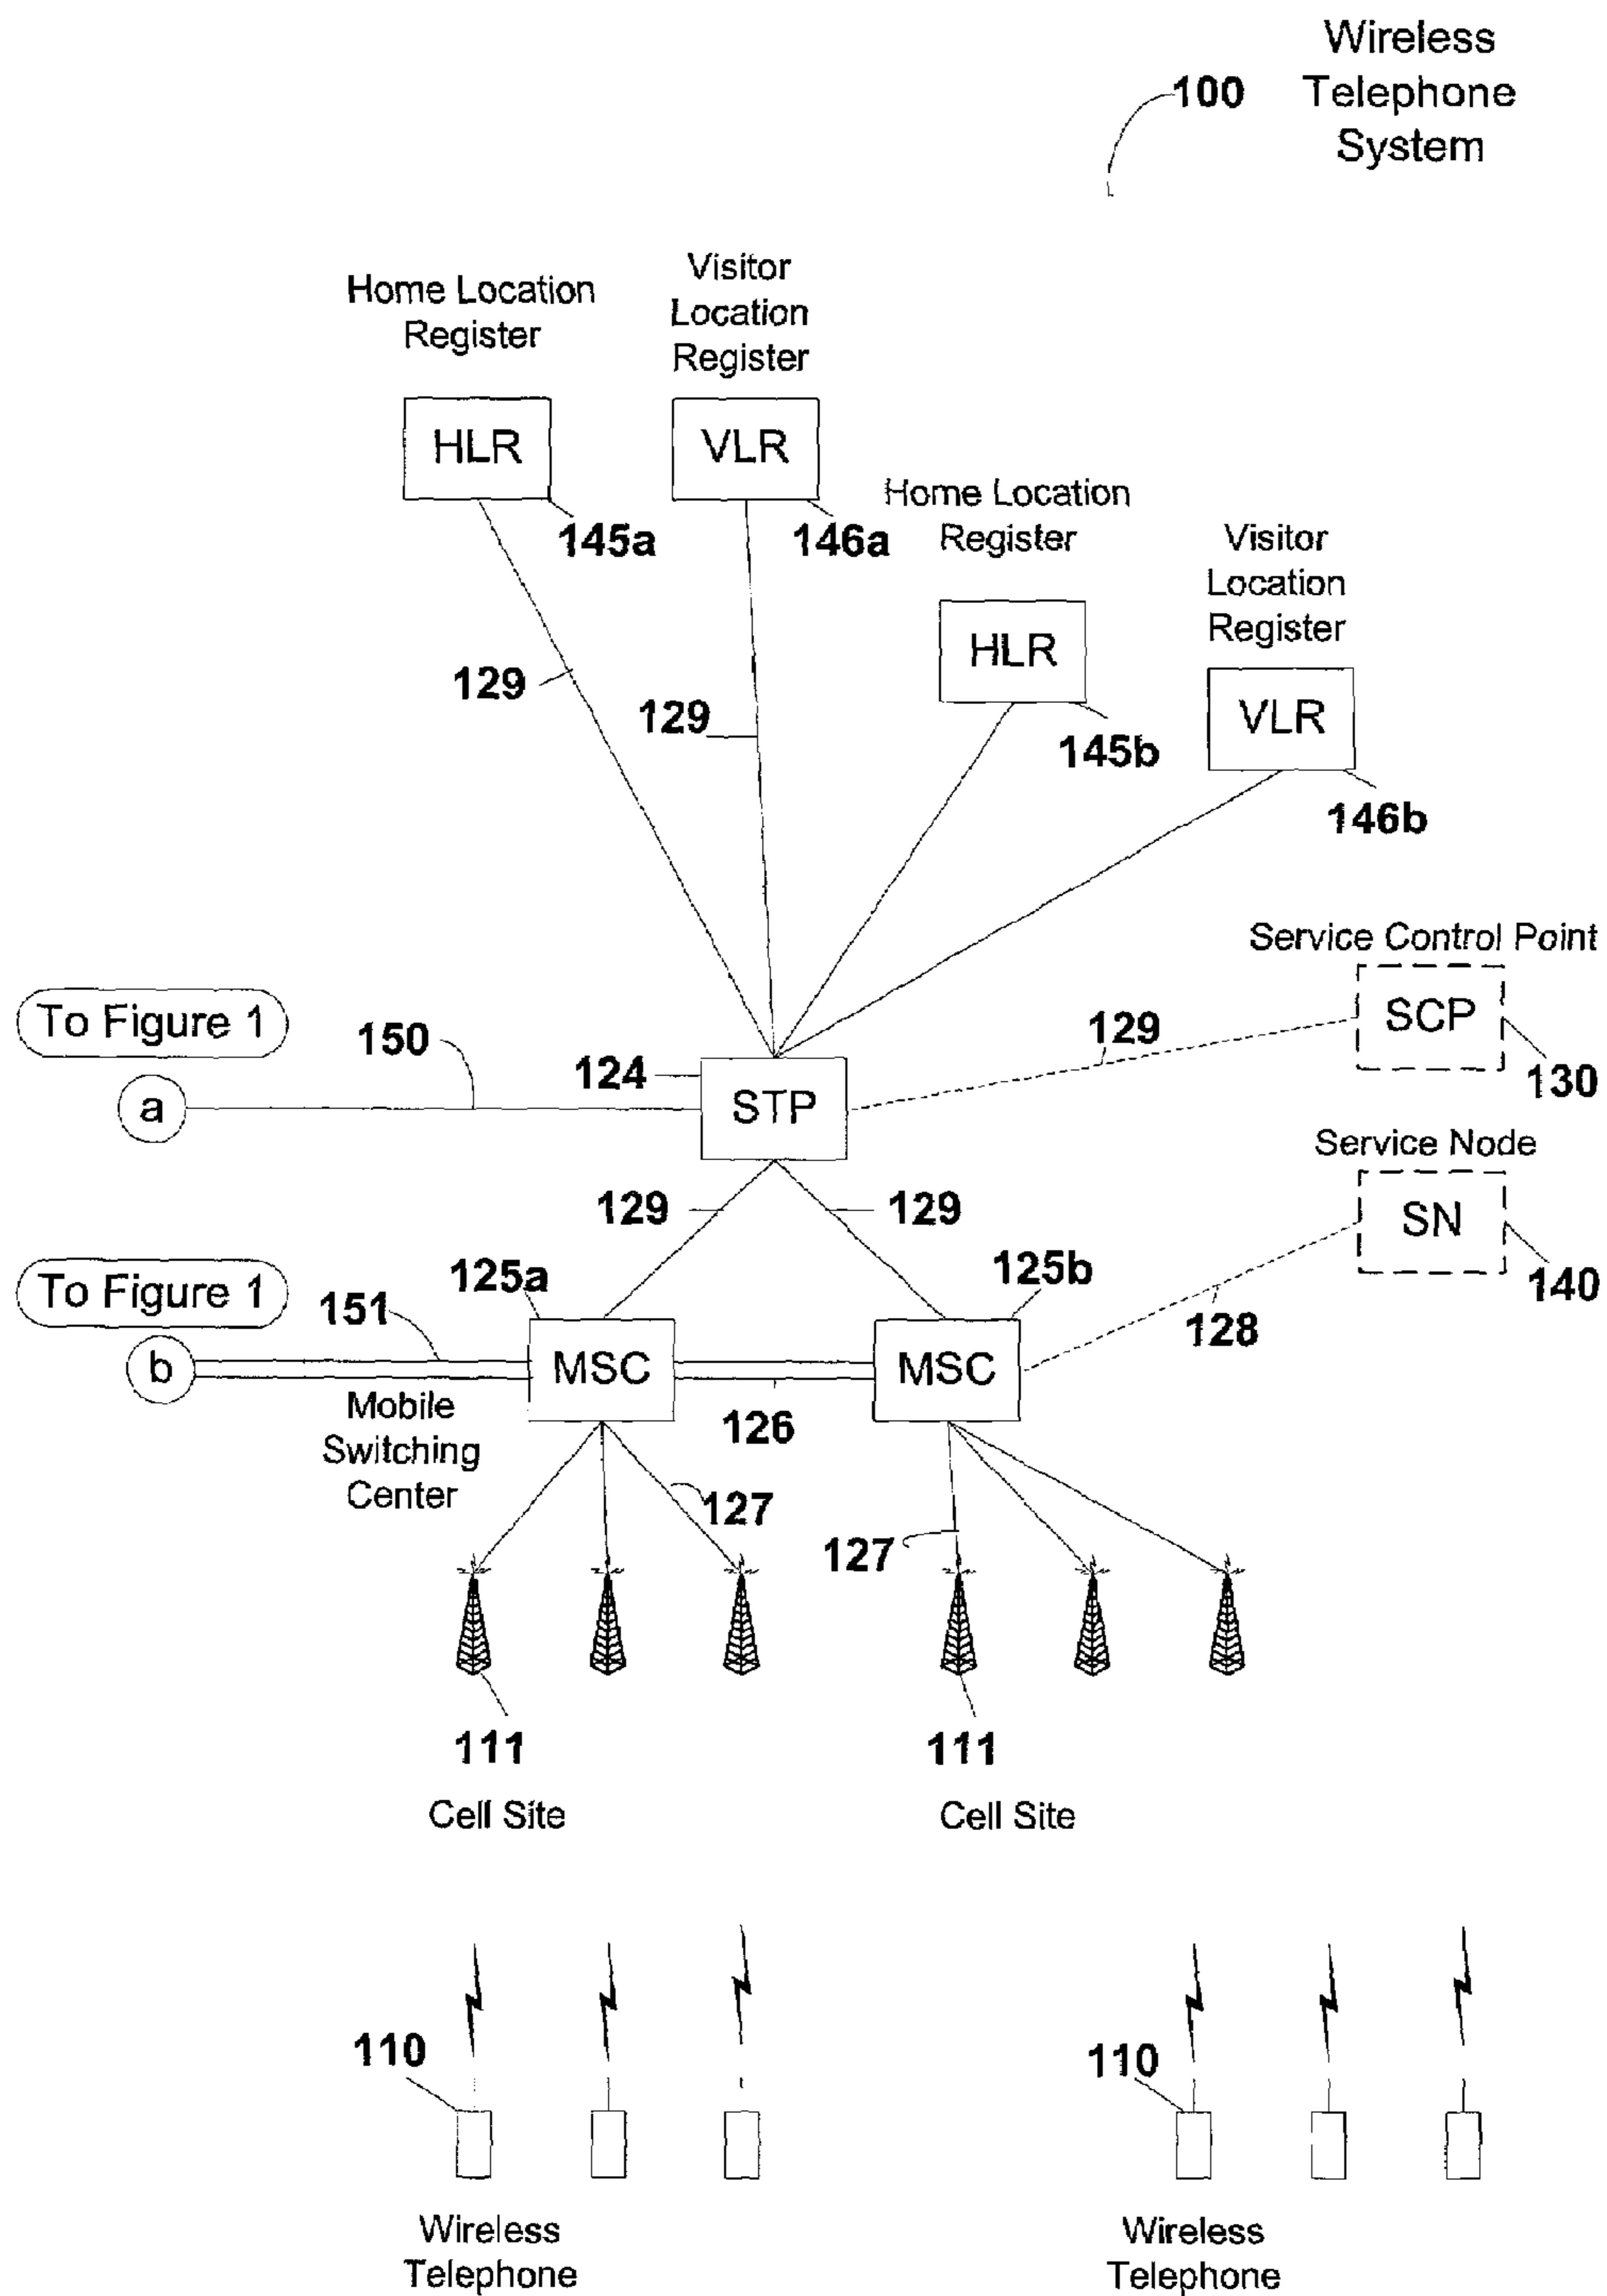 Wireless
Telephone
System
100
Home Location
Register
Visitor
Location
Register
HLR
VLR
145a
146a
Home Location
Register
Visitor
Location
Register
HLR
VLR
145b
146b
129
129
Service Control Point
SCP
130
129
To Figure 1
150
a
124
STP
Service Node
SN
140
129
129
To Figure 1
151
b
125a
125b
MSC
MSC
128
Mobile
Switching
Center
126
127
127
111
111
Cell Site
Cell Site
110
110
Wireless
Telephone
Wireless
Telephone